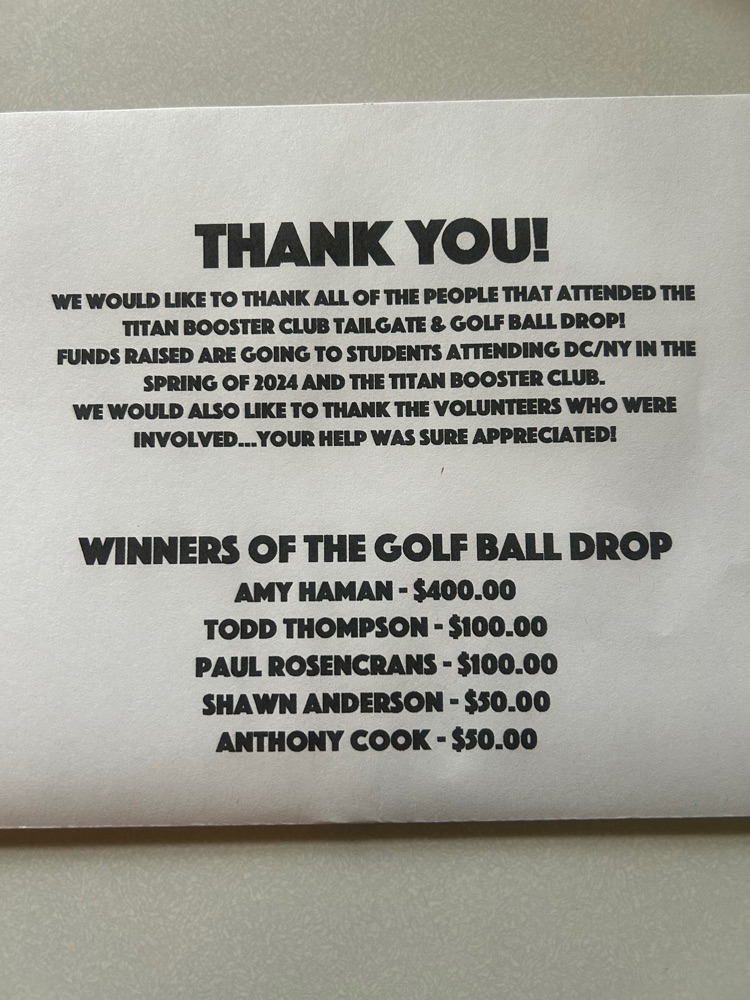 THANK YOU!
WE WOULD LIKE TO THANK ALL OF THE PEOPLE THAT ATTENDED THE
TITAN BOOSTER CLUB TAILGATE & GOLF BALL DROP!
FUNDS RAISED ARE GOING TO STUDENTS ATTENDING DC/NY IN THE
SPRING OF 2024 AND THE TITAN BOOSTER CLUB.
WE WOULD ALSO LIKE TO THANK THE VOLUNTEERS WHO WERE
INVOLVED...YOUR HELP WAS SURE APPRECIATED!
WINNERS OF THE GOLF BALL DROP
AMY HAMAN - $400.00
TODD THOMPSON - $100.00
PAUL ROSENCRANS - $100.00
SHAWN ANDERSON - $50.00
ANTHONY COOK - $50.00